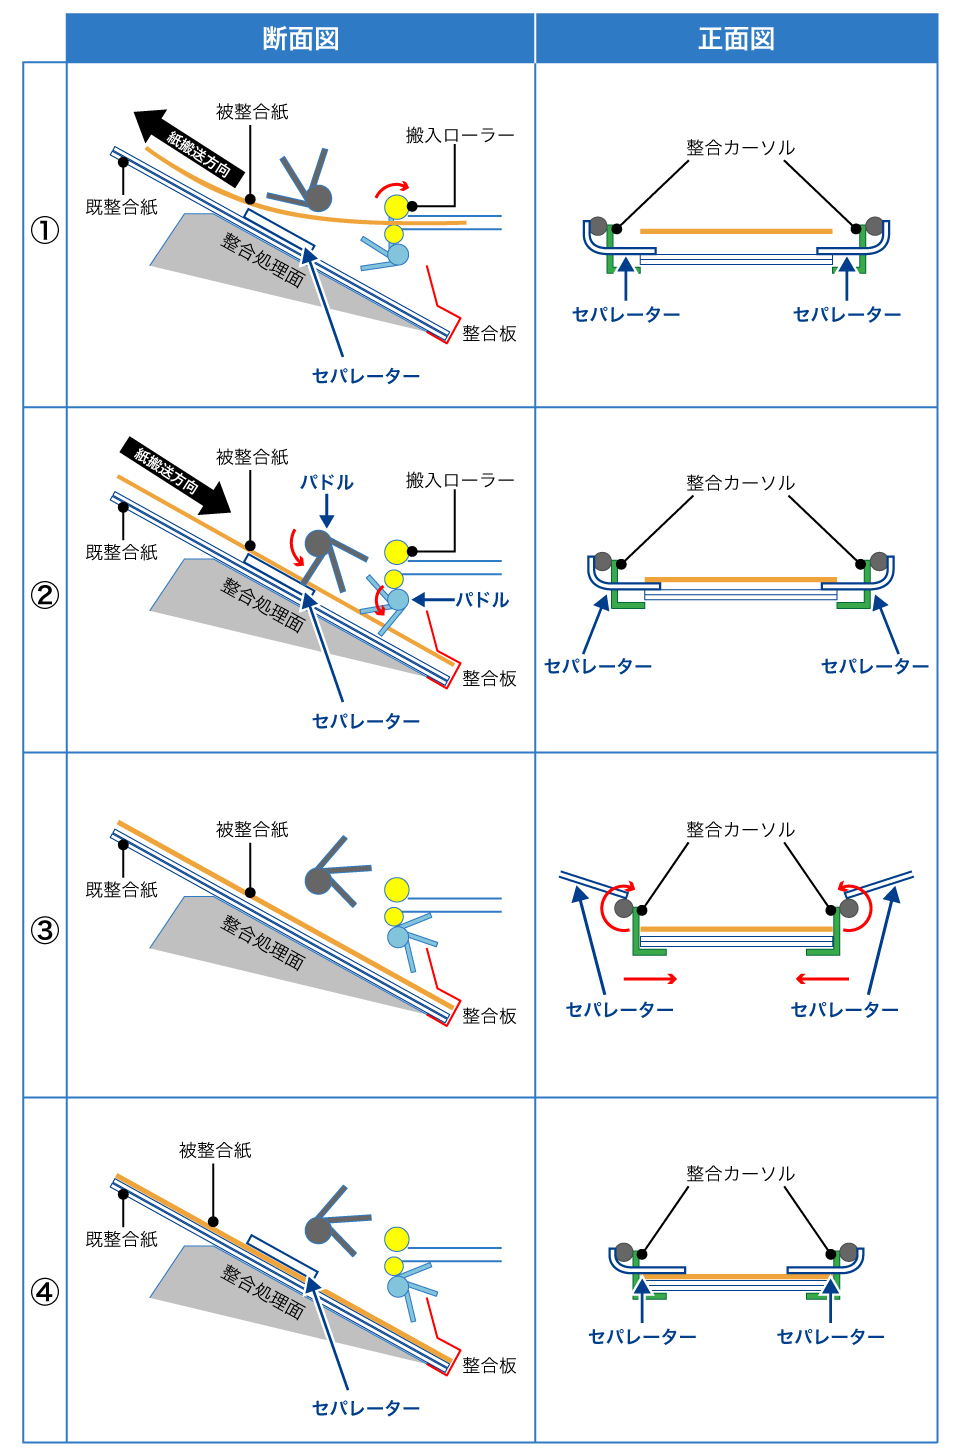 断面図
正面図
①
被整合紙
紙搬送方向
搬入ローラー
既整合紙
整合処理面
整合板
セパレーター
整合カーソル
セパレーター
セパレーター
②
被整合紙
紙搬送方向
パドル
搬入ローラー
既整合紙
整合処理面
パドル
整合板
セパレーター
整合カーソル
セパレーター
セパレーター
③
被整合紙
既整合紙
整合処理面
整合板
整合カーソル
セパレーター
セパレーター
④
被整合紙
既整合紙
整合処理面
整合板
セパレーター
整合カーソル
セパレーター
セパレーター